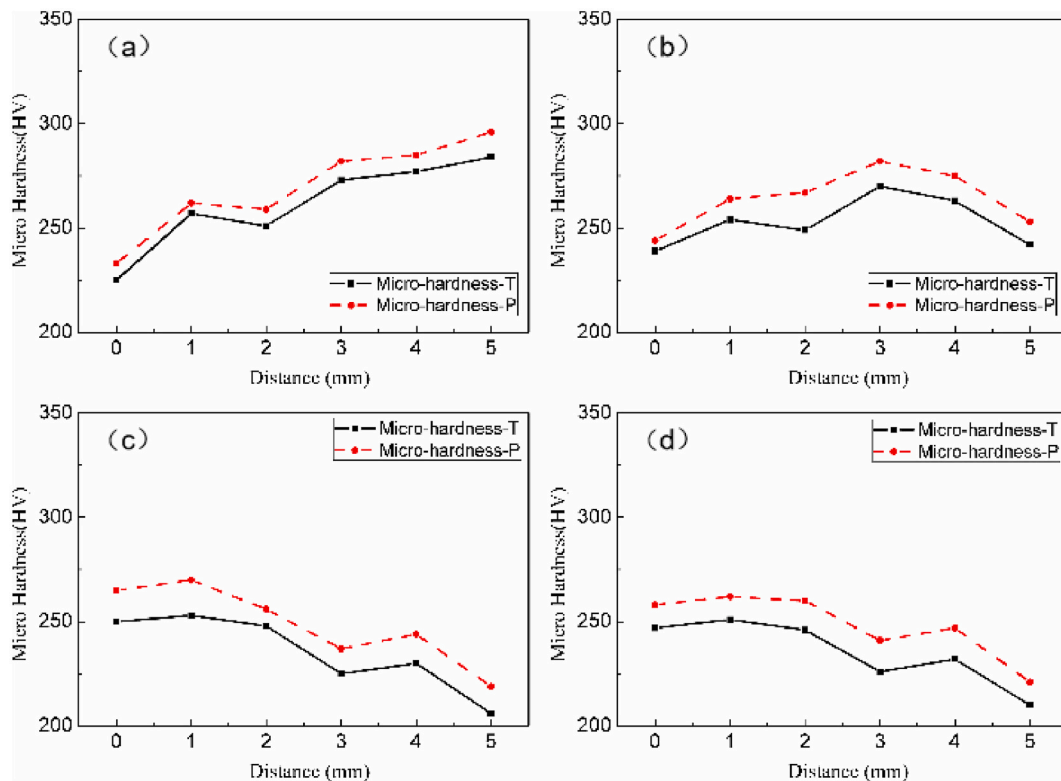 (a)
350
300
250
200
Micro Hardness(HV)
Micro-hardness-T
Micro-hardness-P
0 1 2 3 4 5
Distance (mm)
(b)
350
300
250
200
Micro Hardness(HV)
Micro-hardness-T
Micro-hardness-P
0 1 2 3 4 5
Distance (mm)
(c)
350
300
250
200
Micro Hardness(HV)
Micro-hardness-T
Micro-hardness-P
0 1 2 3 4 5
Distance (mm)
(d)
350
300
250
200
Micro Hardness(HV)
Micro-hardness-T
Micro-hardness-P
0 1 2 3 4 5
Distance (mm)